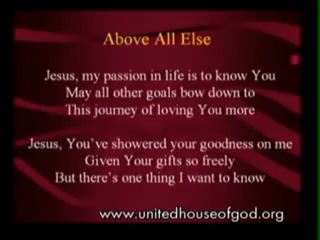 Above All Else
Jesus, my passion in life is to know You
May all other goals bow down to
This journey of loving You more
Jesus, You've showered your goodness on me
Given Your gifts so freely
But there's one thing I want to know
www.unitedhouseofgod.org